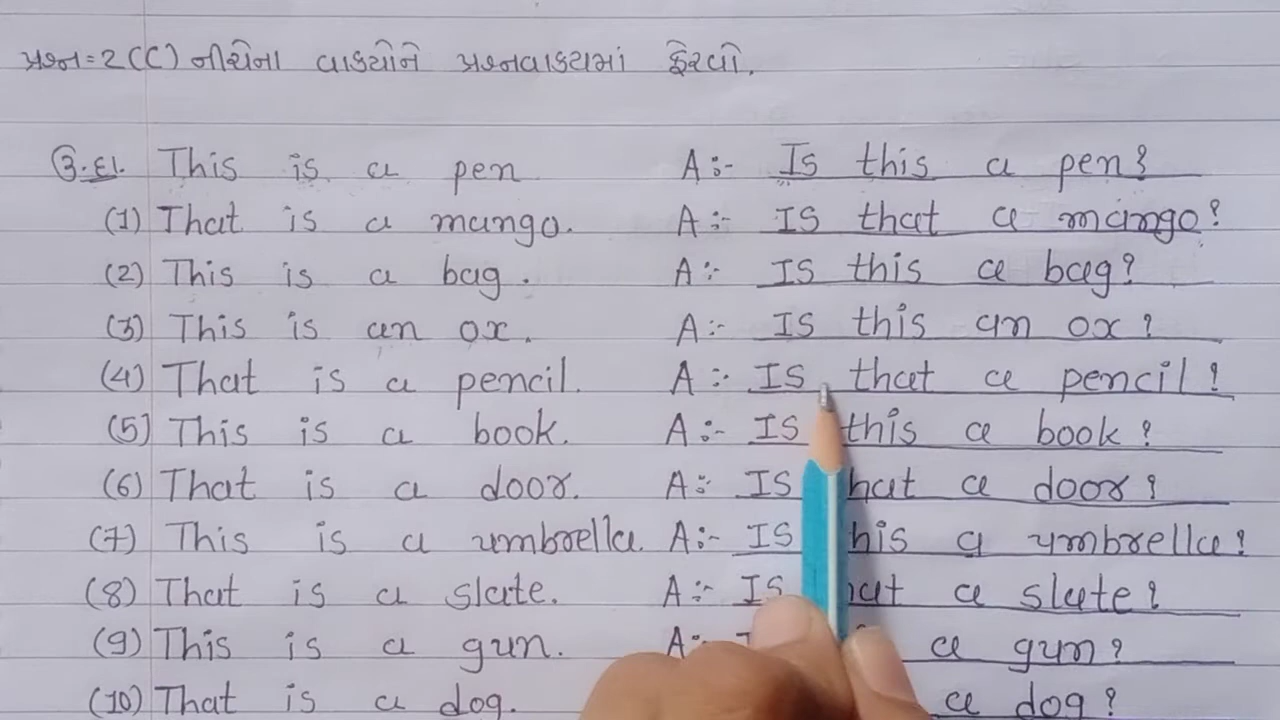 પ્રશ્ન=2(C) નીચેના વાક્યોને પ્રશ્નવાક્યમાં ફેરવો.
ઉ.દા. This is a pen A:- Is this a pen?
(1) That is a mango. A:- IS that a mango?
(2) This is a bag. A:- IS this a bag?
(3) This is an ox. A:- IS this an ox?
(4) That is a pencil. A:- IS that a pencil?
(5) This is a book. A:- IS this a book?
(6) That is a door. A:- IS hat a door?
(7) This is a umbrella. A:- IS his a umbrella?
(8) That is a slate. A:- IS hat a slate?
(9) This is a gun. A:- a gun?
(10) That is a dog. a dog?